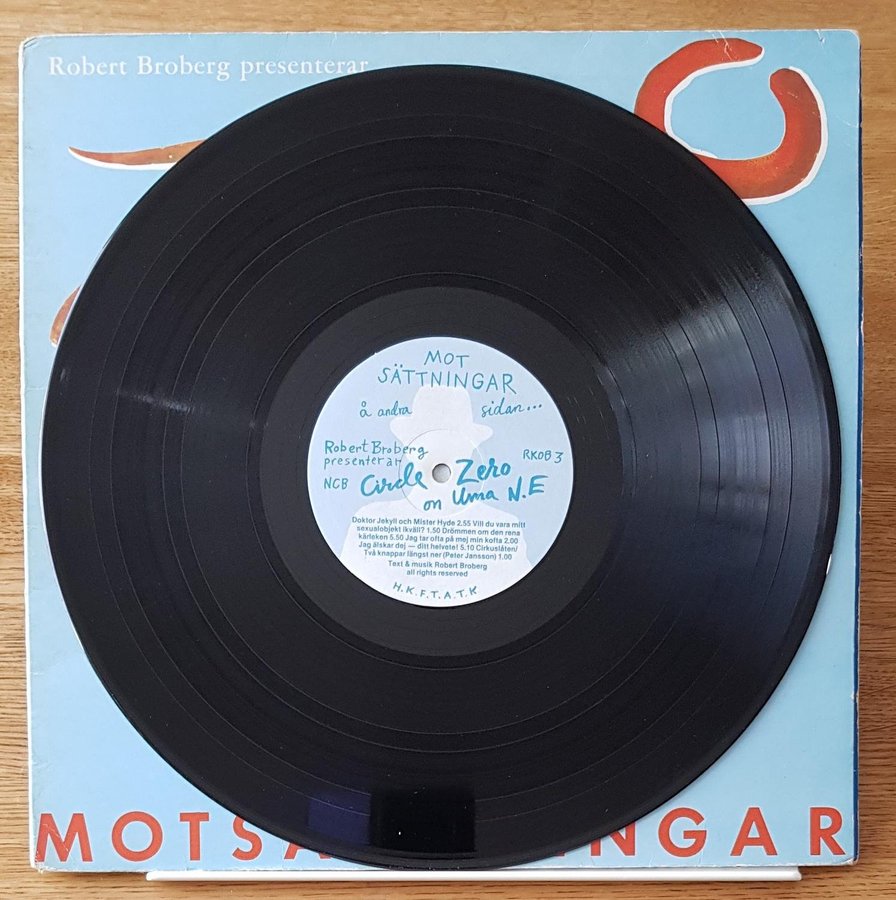 Robert Broberg presenterar
MOT
SÄTTNINGAR
å andra sidan...
Robert Broberg
presenterar
RKOB 3
NCB Circle Zero
on Uma N.E
Doktor Jekyll och Mister Hyde 2.55 Vill du vara mitt
sexualobjekt ikväll? 1.50 Drömmen om den rena
kärleken 5.50 Jag tar ofta på mej min kofta 2.00
Jag älskar dej — ditt helvete! 5.10 Cirkuslåten/
Två knappar längst ner (Peter Jansson) 1.00
Text & musik Robert Broberg
all rights reserved
H.K.F.T.A.T.K
MOTSÄ NGAR